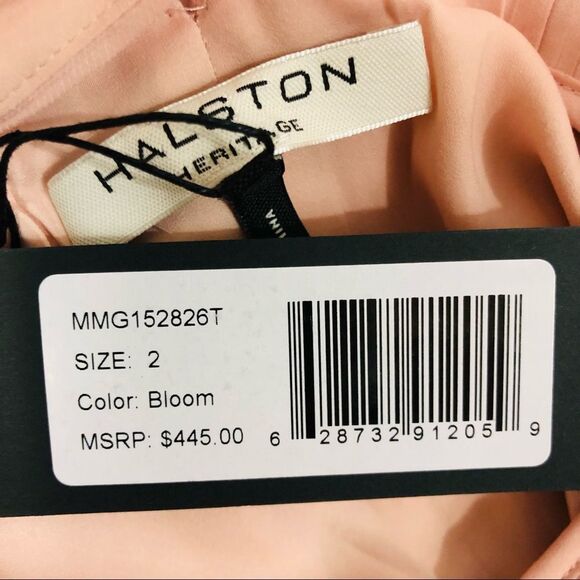 HALSTON
HERITAGE
MMG152826T
SIZE: 2
Color: Bloom
MSRP: $445.00
6 28732 91205 9